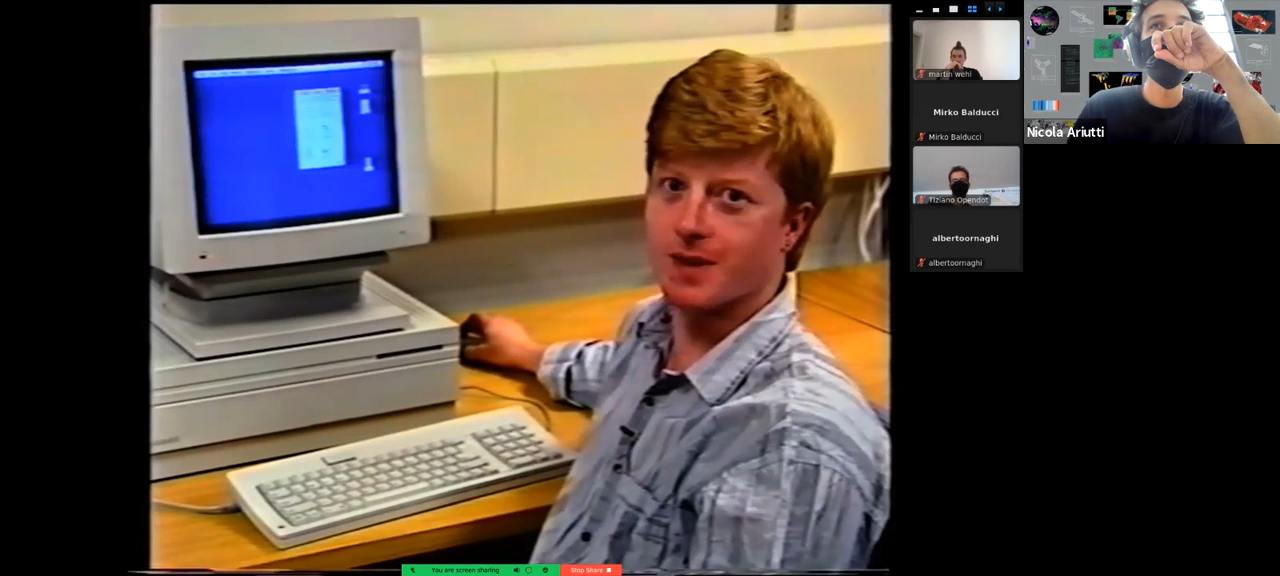 martin wehl
Mirko Balducci
Mirko Balducci
Tiziano Opendot
albertoornaghi
albertoornaghi
Nicola Ariutti
You are screen sharing
Stop Share